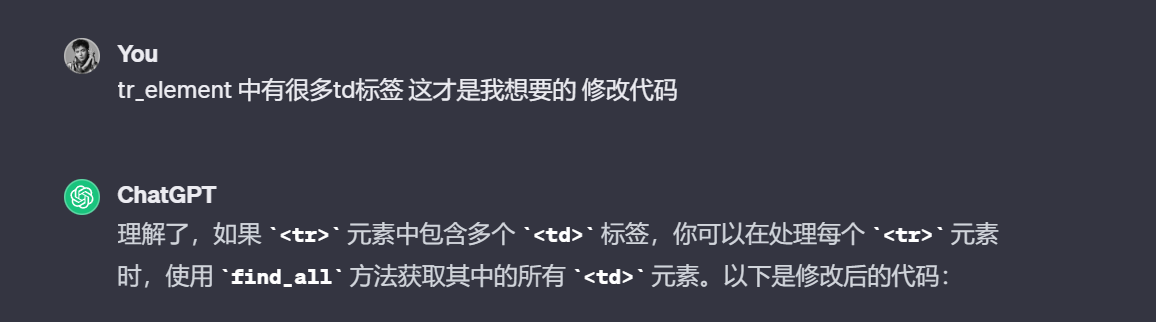 You
tr_element 中有很多td标签 这才是我想要的 修改代码
ChatGPT
理解了，如果 `<tr>` 元素中包含多个 `<td>` 标签，你可以在处理每个 `<tr>` 元素
时，使用 `find_all` 方法获取其中的所有 `<td>` 元素。以下是修改后的代码：